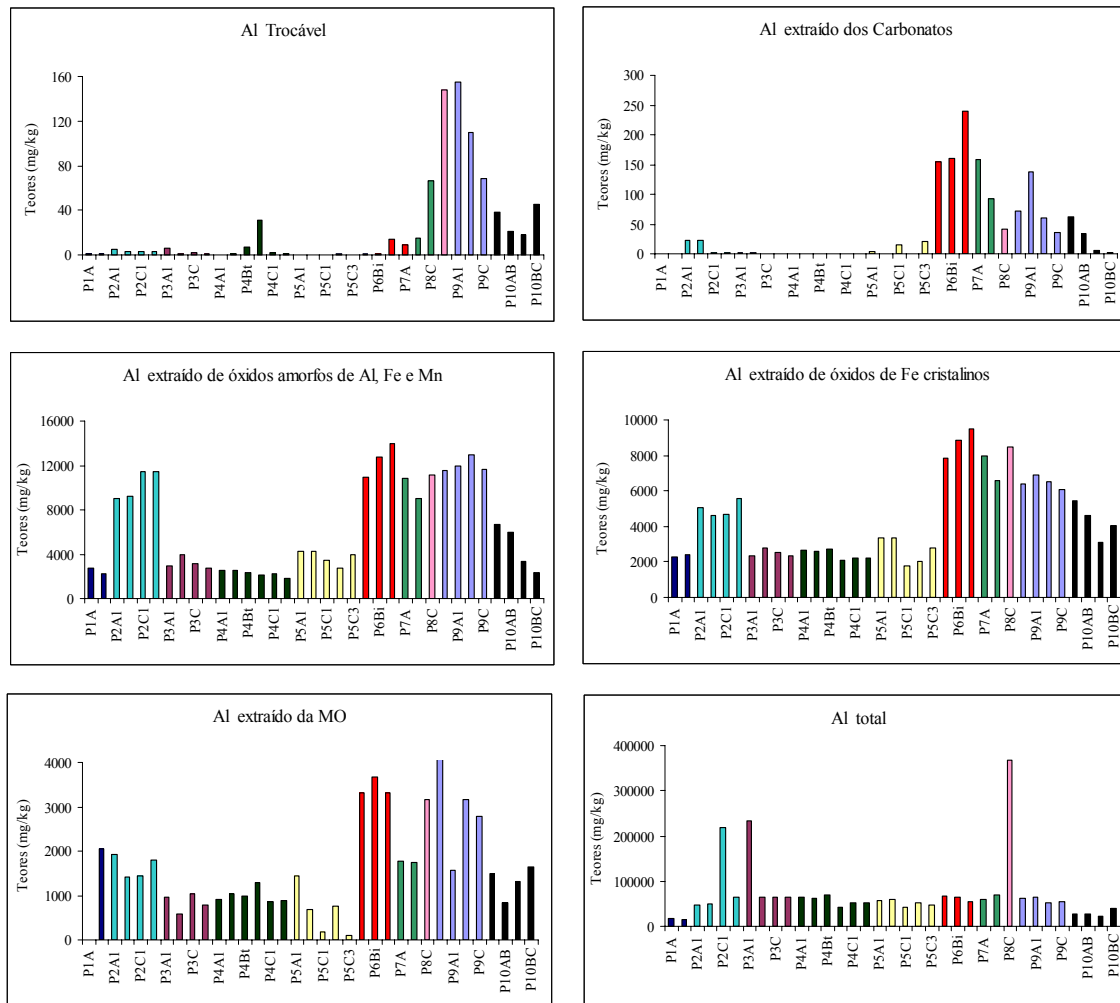 Al Trocável
Teores (mg/kg)
160
120
80
40
0
P1A
P2A1
P2C1
P3A1
P3C
P4A1
P4Bt
P4C1
P5A1
P5C1
P5C3
P6Bi
P7A
P8C
P9A1
P9C
P10AB
P10BC
Al extraído dos Carbonatos
Teores (mg/kg)
300
250
200
150
100
50
0
P1A
P2A1
P2C1
P3A1
P3C
P4A1
P4Bt
P4C1
P5A1
P5C1
P5C3
P6Bi
P7A
P8C
P9A1
P9C
P10AB
P10BC
Al extraído de óxidos amorfos de Al, Fe e Mn
Teores (mg/kg)
16000
12000
8000
4000
0
P1A
P2A1
P2C1
P3A1
P3C
P4A1
P4Bt
P4C1
P5A1
P5C1
P5C3
P6Bi
P7A
P8C
P9A1
P9C
P10AB
P10BC
Al extraído de óxidos de Fe cristalinos
Teores (mg/kg)
10000
8000
6000
4000
2000
0
P1A
P2A1
P2C1
P3A1
P3C
P4A1
P4Bt
P4C1
P5A1
P5C1
P5C3
P6Bi
P7A
P8C
P9A1
P9C
P10AB
P10BC
Al extraído da MO
Teores (mg/kg)
4000
3000
2000
1000
0
P1A
P2A1
P2C1
P3A1
P3C
P4A1
P4Bt
P4C1
P5A1
P5C1
P5C3
P6Bi
P7A
P8C
P9A1
P9C
P10AB
P10BC
Al total
Teores (mg/kg)
400000
300000
200000
100000
0
P1A
P2A1
P2C1
P3A1
P3C
P4A1
P4Bt
P4C1
P5A1
P5C1
P5C3
P6Bi
P7A
P8C
P9A1
P9C
P10AB
P10BC